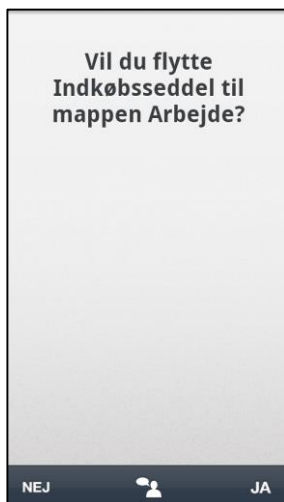 Vil du flytte
Indkøbsseddel til
mappen Arbejde?
NEJ
JA